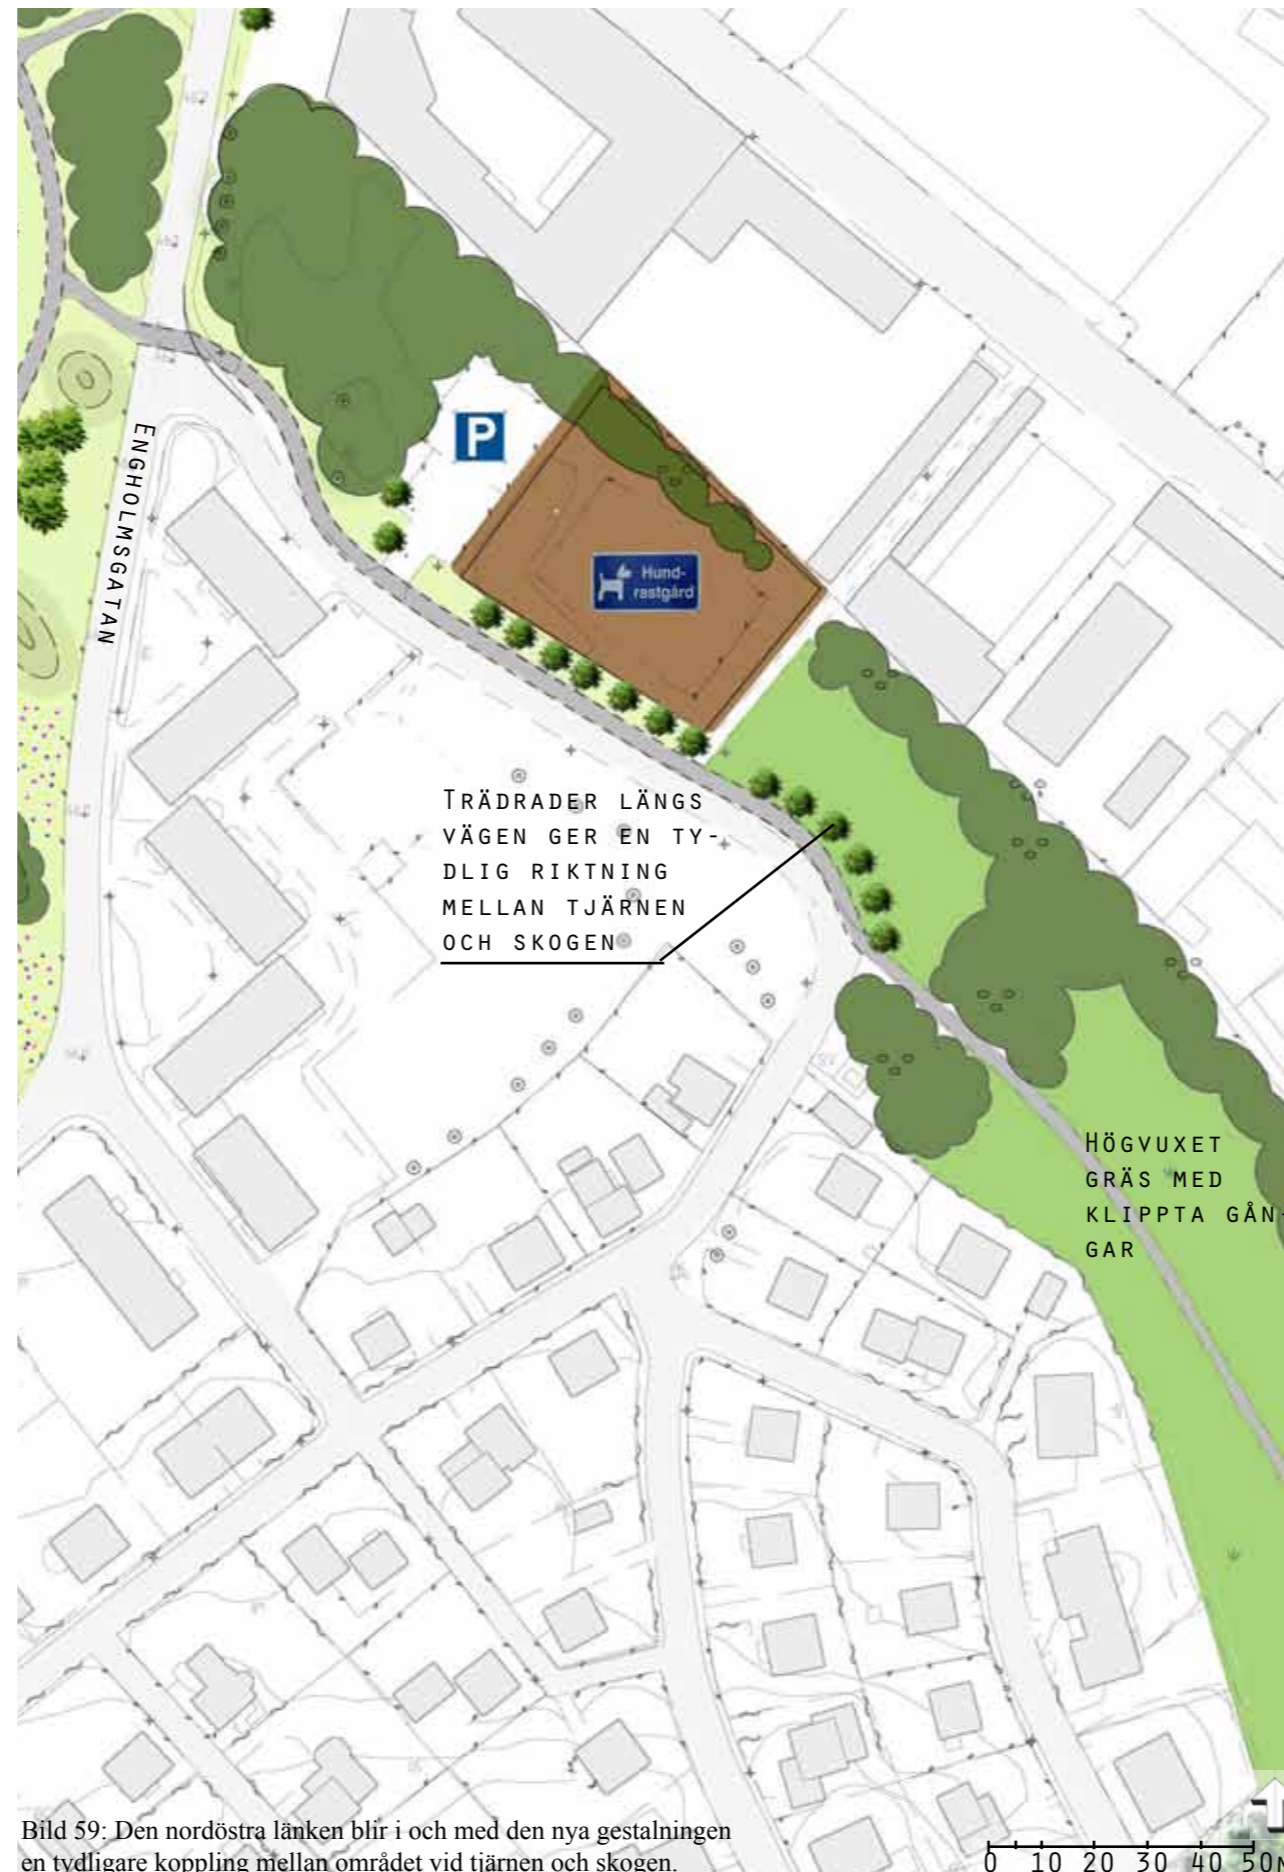 P
ENGHOLMSGATAN
Hund-
rastgård
TRÄDRADER LÄNGS
VÄGEN GER EN TY-
DLIG RIKTNING
MELLAN TJÄRNEN
OCH SKOGEN
HÖGVUXET
GRÄS MED
KLIPPTA GÅN-
GAR
Bild 59: Den nordöstra länken blir i och med den nya gestalningen
en tydligare koppling mellan området vid tjärnen och skogen.
0 10 20 30 40 50M